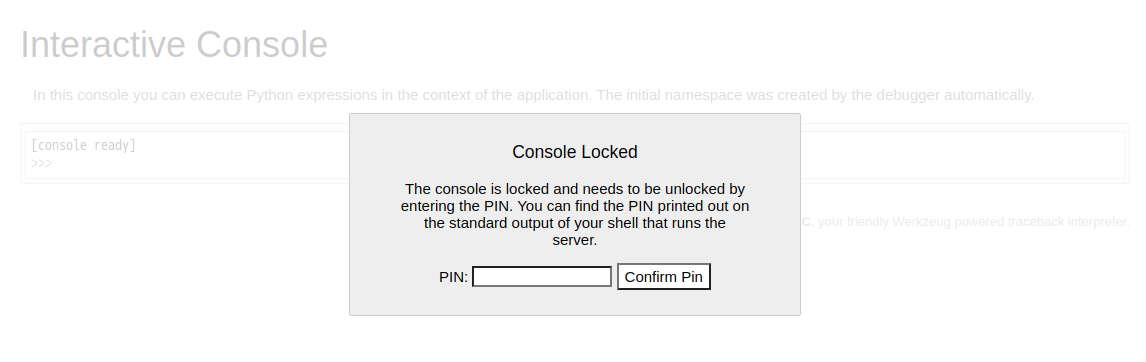 Interactive Console
In this console you can execute Python expressions in the context of the application. The initial namespace was created by the debugger automatically.
[console ready]
>>>
Console Locked
The console is locked and needs to be unlocked by
entering the PIN. You can find the PIN printed out on
the standard output of your shell that runs the
server.
PIN:
Confirm Pin
C, your friendly Werkzeug powered traceback interpreter.